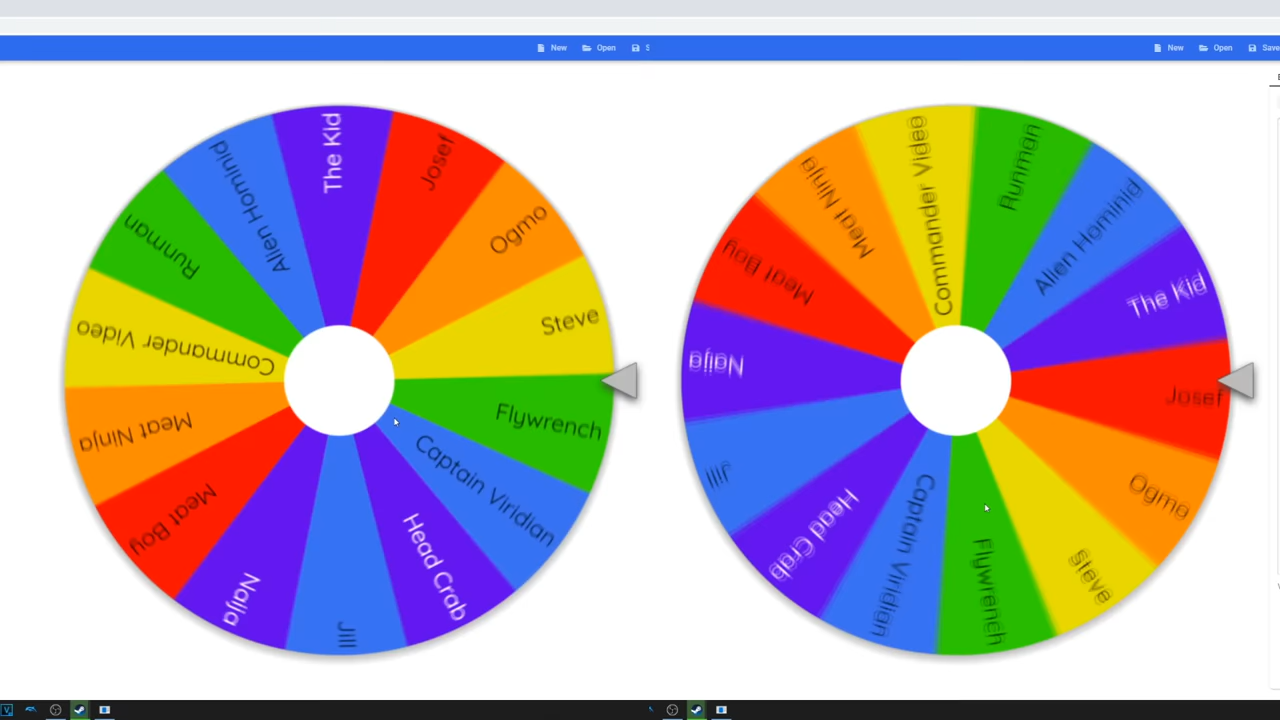 New Open S
New Open Save
The Kid
Josef
Ogmo
Steve
Flywrench
Captain Viridian
Head Crab
Jill
Naija
Meat Boy
Meat Ninja
Commander Video
Runman
Alien Hominid
Commander Video
Runman
Alien Hominid
The Kid
Josef
Ogmo
Steve
Flywrench
Captain Viridian
Head Crab
Jill
Naija
Meat Boy
Meat Ninja